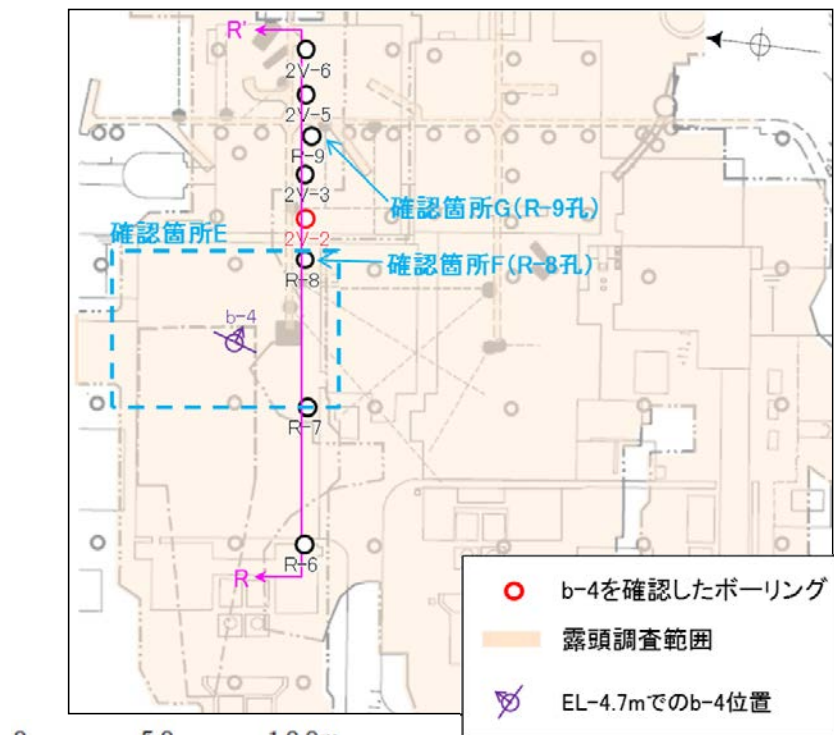 R'
2V-6
2V-5
R-9
2V-3
確認箇所G(R-9孔)
2V-2
確認箇所E
R-8
確認箇所F(R-8孔)
b-4
R-7
R-6
R
b-4を確認したボーリング
露頭調査範囲
EL-4.7mでのb-4位置